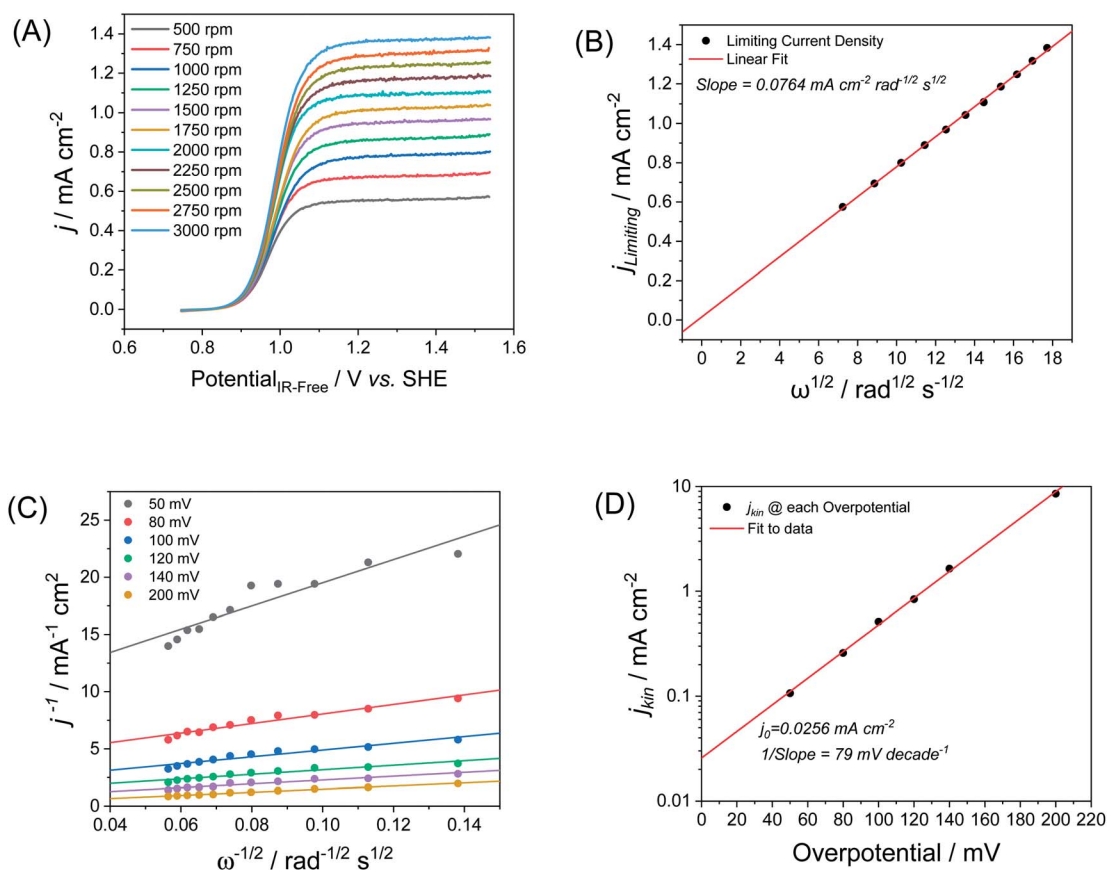 (A)
500 rpm
750 rpm
1000 rpm
1250 rpm
1500 rpm
1750 rpm
2000 rpm
2250 rpm
2500 rpm
2750 rpm
3000 rpm
1.4
1.2
1.0
0.8
0.6
0.4
0.2
0.0
j / mA cm-2
0.6 0.8 1.0 1.2 1.4 1.6
PotentialIR-Free / V vs. SHE
(B)
Limiting Current Density
Linear Fit
Slope = 0.0764 mA cm-2 rad-1/2 s1/2
1.4
1.2
1.0
0.8
0.6
0.4
0.2
0.0
jLimiting / mA cm-2
0 2 4 6 8 10 12 14 16 18
ω1/2 / rad1/2 s-1/2
(C)
50 mV
80 mV
100 mV
120 mV
140 mV
200 mV
25
20
15
10
5
0
j-1 / mA-1 cm2
0.04 0.06 0.08 0.10 0.12 0.14
ω-1/2 / rad-1/2 s1/2
(D)
jkin @ each Overpotential
Fit to data
10
1
0.1
0.01
jkin / mA cm-2
j0=0.0256 mA cm-2
1/Slope = 79 mV decade-1
0 20 40 60 80 100 120 140 160 180 200 220
Overpotential / mV